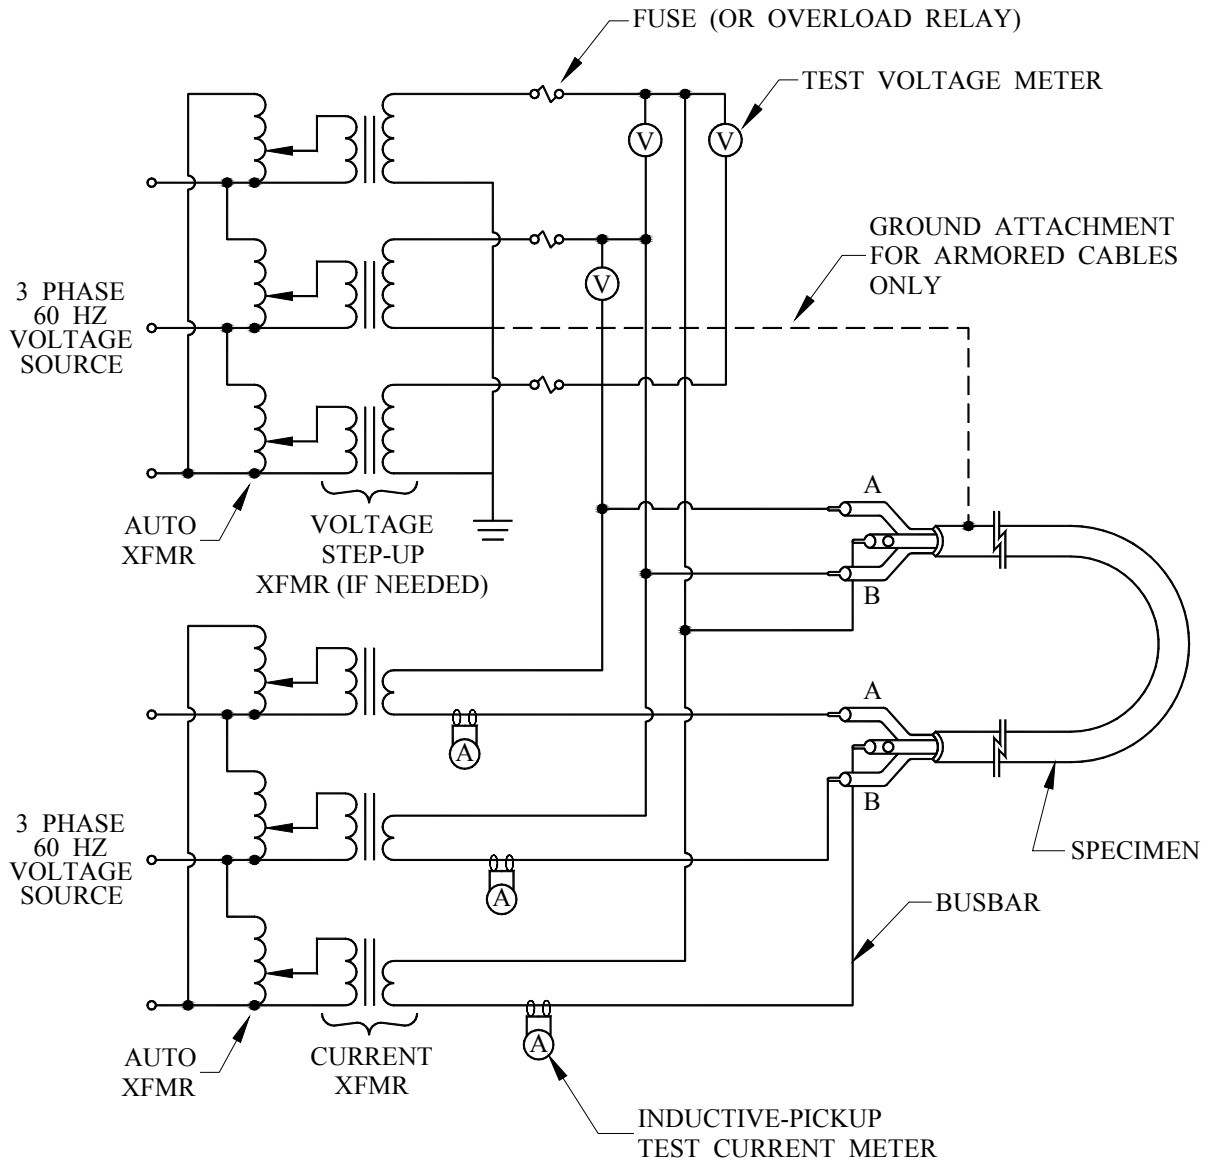 FUSE (OR OVERLOAD RELAY)
TEST VOLTAGE METER
V
V
GROUND ATTACHMENT
FOR ARMORED CABLES
ONLY
V
3 PHASE
60 HZ
VOLTAGE
SOURCE
A
AUTO
XFMR
VOLTAGE
STEP-UP
XFMR (IF NEEDED)
B
A
A
B
3 PHASE
60 HZ
VOLTAGE
SOURCE
SPECIMEN
A
BUSBAR
A
AUTO
XFMR
CURRENT
XFMR
INDUCTIVE-PICKUP
TEST CURRENT METER